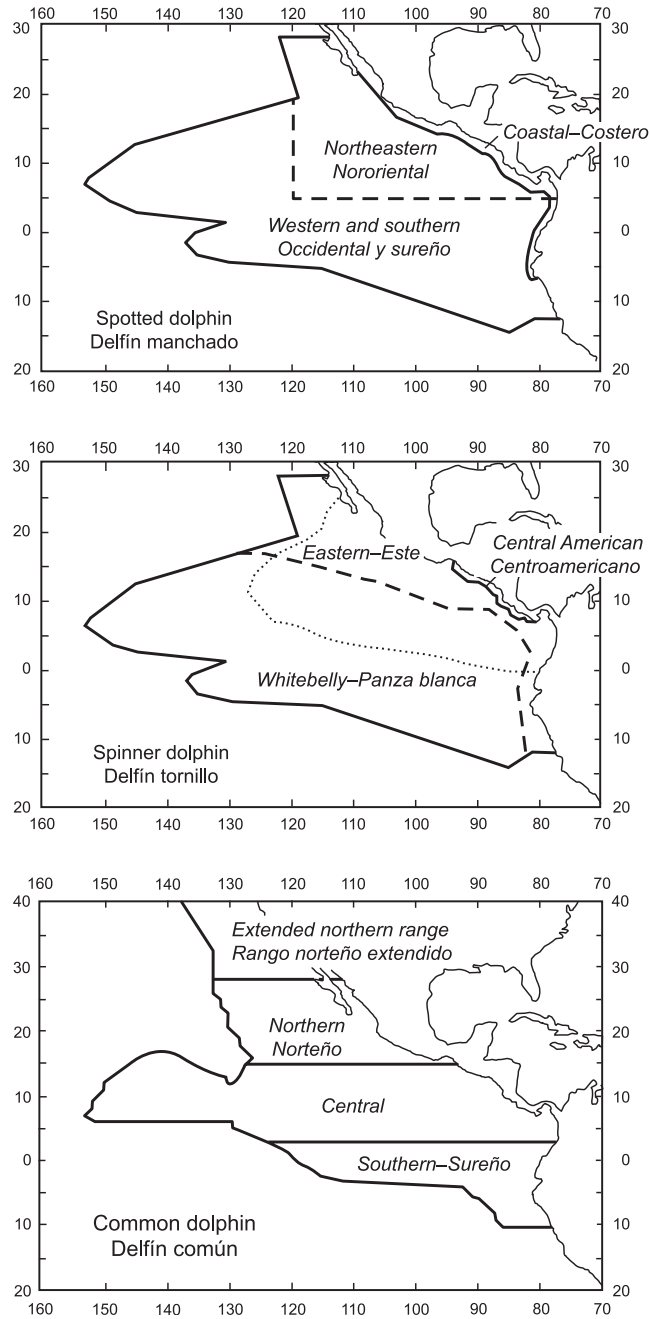 160 150 140 130 120 110 100 90 80 70
30 30
20 20
Coastal–Costero
Northeastern
Nororiental
10 10
Western and southern
Occidental y sureño
0 0
10 10
Spotted dolphin
Delfín manchado
20 20
160 150 140 130 120 110 100 90 80 70
160 150 140 130 120 110 100 90 80 70
30 30
20 20
Eastern–Este
Central American
Centroamericano
10 10
0 0
Whitebelly–Panza blanca
10 10
Spinner dolphin
Delfín tornillo
20 20
160 150 140 130 120 110 100 90 80 70
160 150 140 130 120 110 100 90 80 70
40 40
Extended northern range
Rango norteño extendido
30 30
Northern
Norteño
20 20
10 10
Central
0 0
Southern–Sureño
10 10
Common dolphin
Delfín común
20 20
160 150 140 130 120 110 100 90 80 70